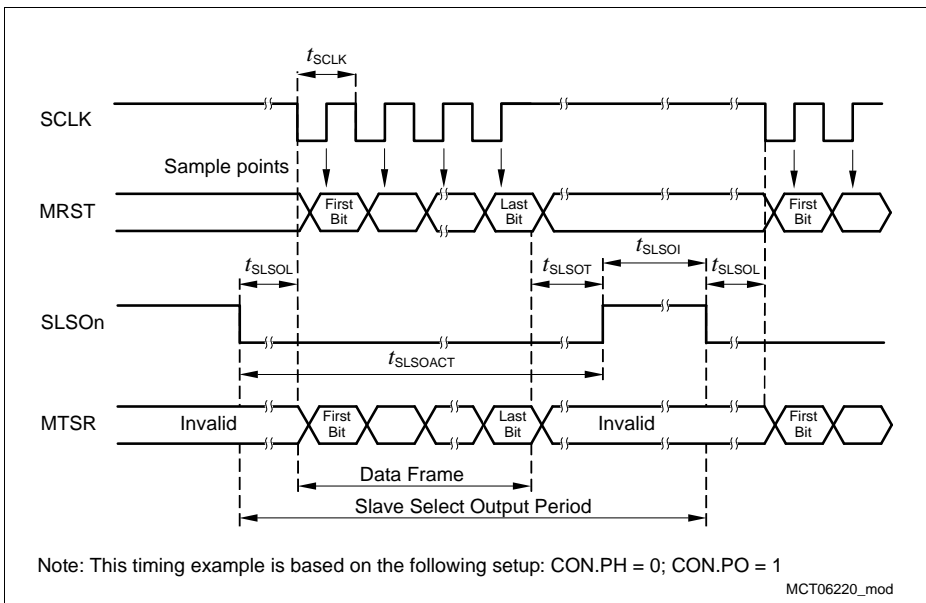 tSCLK
SCLK
Sample points
MRST
First Bit
Last Bit
First Bit
tSLSOL
tSLSOT
tSLSOI
tSLSOL
SLSOn
tSLSOACT
MTSR
Invalid
First Bit
Last Bit
Invalid
First Bit
Data Frame
Slave Select Output Period
Note: This timing example is based on the following setup: CON.PH = 0; CON.PO = 1
MCT06220_mod